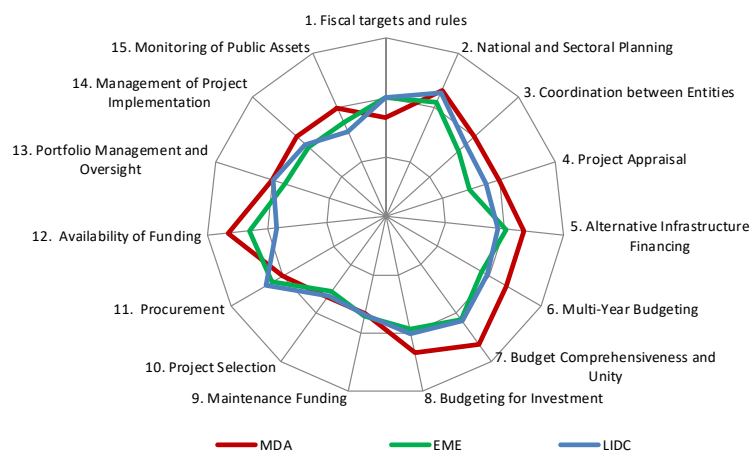 1. Fiscal targets and rules
2. National and Sectoral Planning
3. Coordination between Entities
4. Project Appraisal
5. Alternative Infrastructure
Financing
6. Multi-Year Budgeting
7. Budget Comprehensiveness and
Unity
8. Budgeting for Investment
9. Maintenance Funding
10. Project Selection
11. Procurement
12. Availability of Funding
13. Portfolio Management and
Oversight
14. Management of Project
Implementation
15. Monitoring of Public Assets
MDA
EME
LIDC